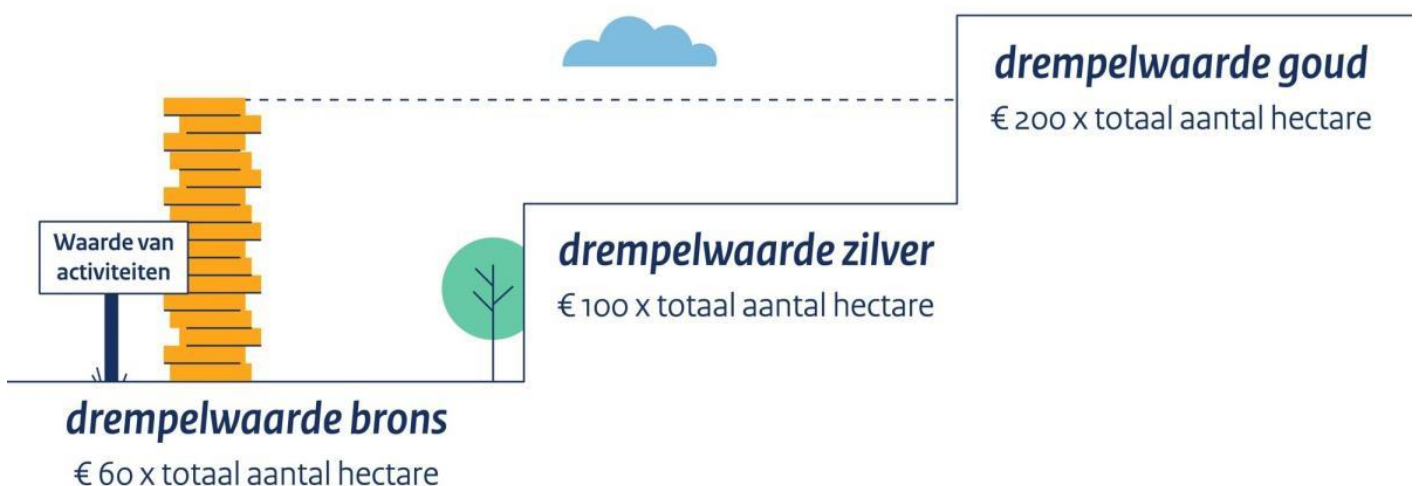 drempelwaarde goud
€ 200 x totaal aantal hectare
Waarde van
activiteiten
drempelwaarde zilver
€ 100 x totaal aantal hectare
drempelwaarde brons
€ 60 x totaal aantal hectare